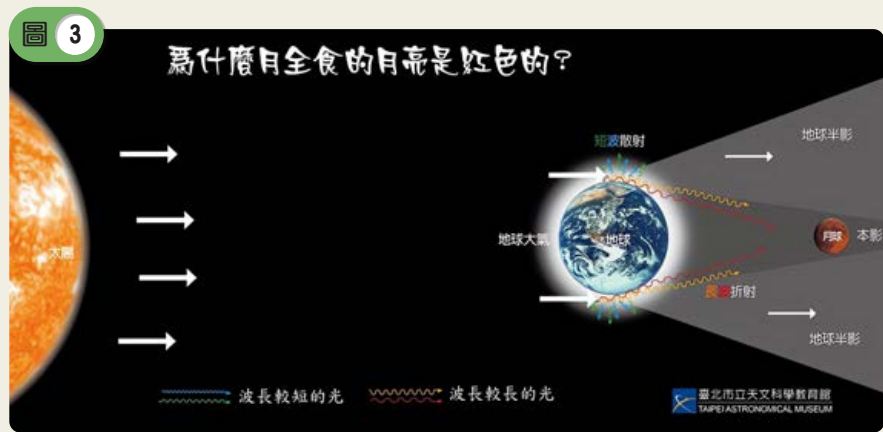 圖 3
為什麼月全食的月亮是紅色的？
太陽
短波散射
地球半影
地球大氣
地球
月球
本影
長波折射
地球半影
波長較短的光
波長較長的光
臺北市立天文科學教育館
TAIPEI ASTRONOMICAL MUSEUM